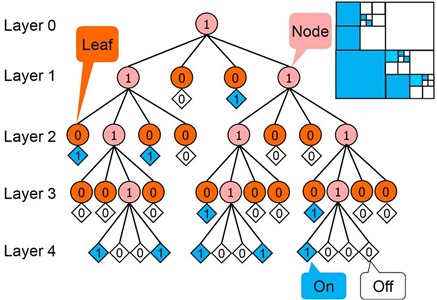 Layer 0 1
Leaf Node
Layer 1 1 0 0 1
0 1
Layer 2 0 1 0 0 1 0 0 1
1 1 0 0 0
Layer 3 0 0 1 0 0 1 0 0 0 1 0 0
0 0 0 1 0 0 1 0 0
Layer 4 1 0 0 1 1 0 0 1 1 0 0 0
On Off